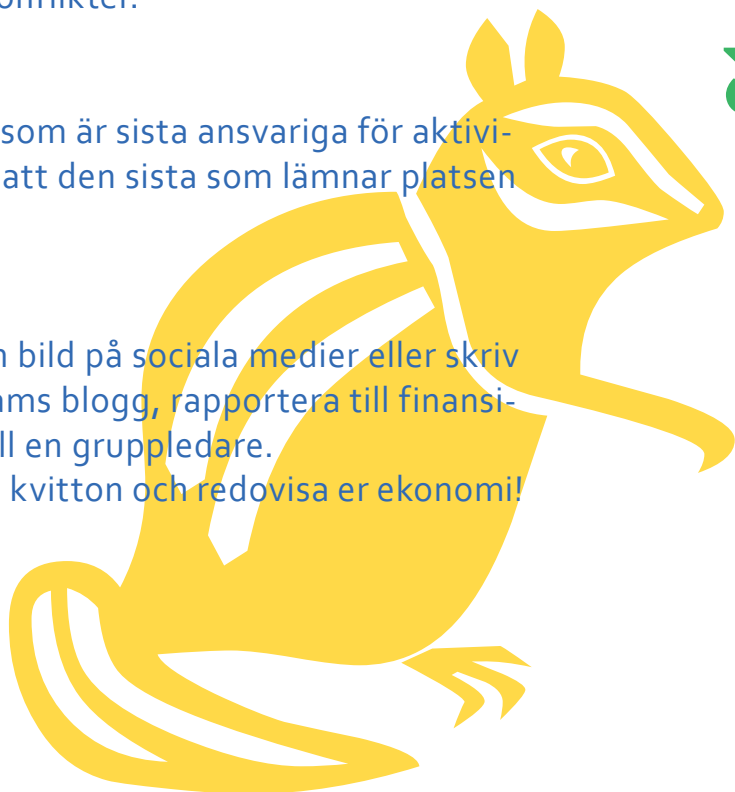 onflikter.
som är sista ansvariga för aktivi-
att den sista som lämnar platsen
bild på sociala medier eller skriv
ms blogg, rapportera till finansi-
ll en gruppledare.
kvitton och redovisa er ekonomi!